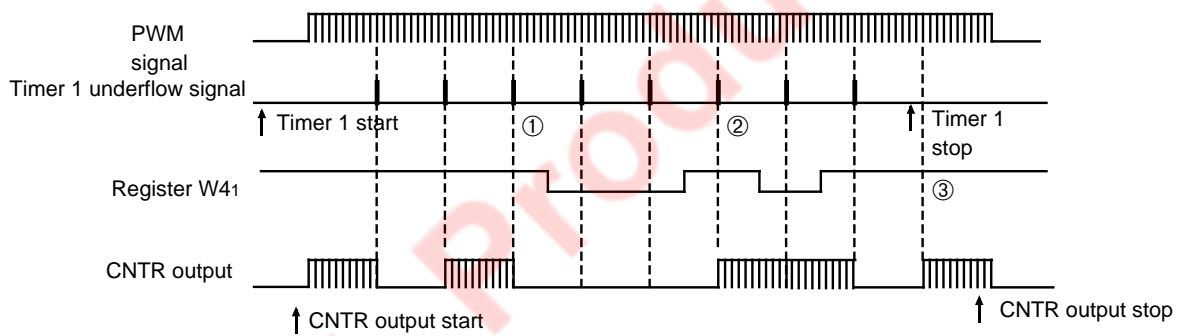 PWM
signal
Timer 1 underflow signal
Timer 1 start
①
②
Timer 1
stop
Register W41
③
CNTR output
CNTR output start
CNTR output stop
Produ